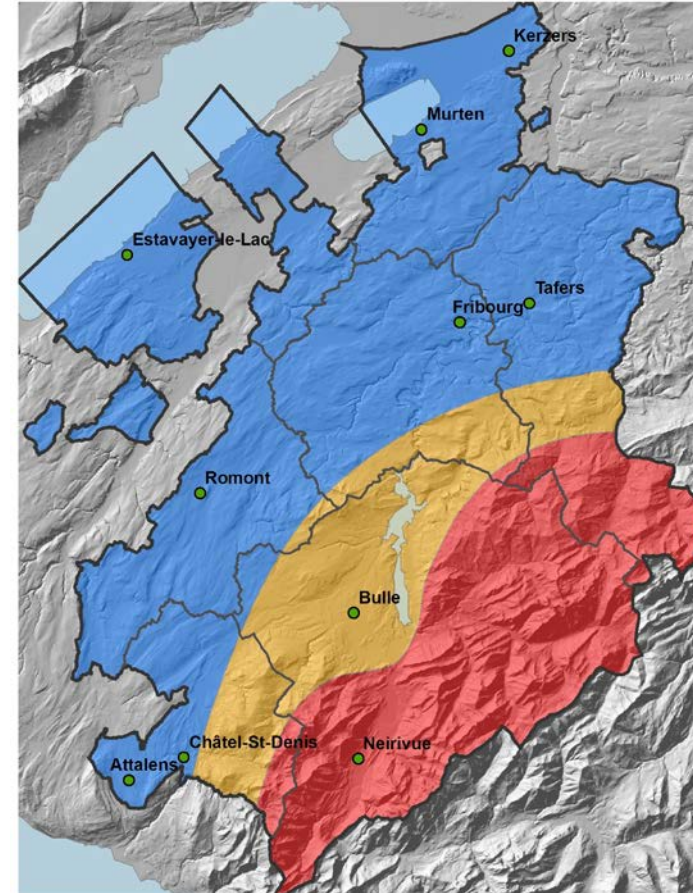 Kerzers
Murten
Estavayer-le-Lac
Tafers
Fribourg
Romont
Bulle
Châtel-St-Denis
Neirivue
Attalens